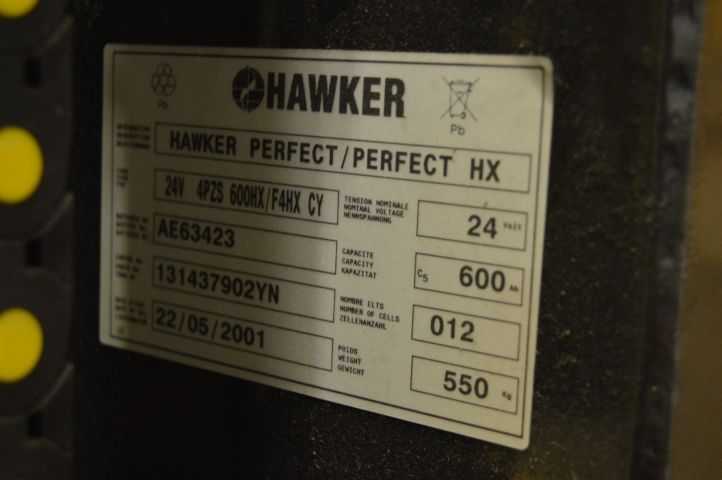 HAWKER
Pb
Pb
HAWKER PERFECT/PERFECT HX
24V 4PZS 600HX/F4HX CY
TENSION NOMINALE
NOMINAL VOLTAGE
NENNSPANNUNG
24 Volt
AE63423
CAPACITE
CAPACITY
KAPAZITAT
C5 600 Ah
131437902YN
NOMBRE ELTS
NUMBER OF CELLS
ZELLENANZAHL
012
22/05/2001
POIDS
WEIGHT
GEWICHT
550 Kg